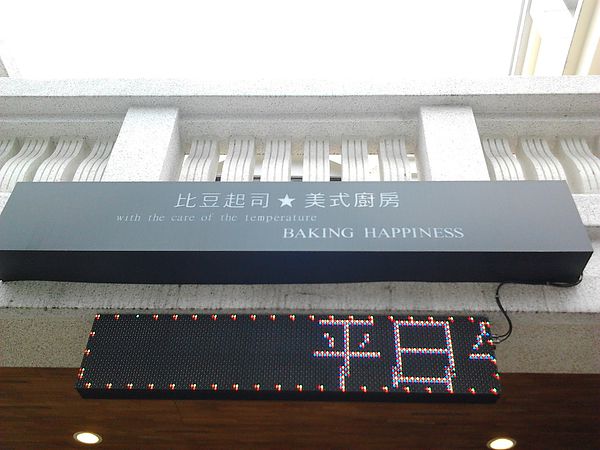 比豆起司★美式廚房
with the care of the temperature
BAKING HAPPINESS
平日